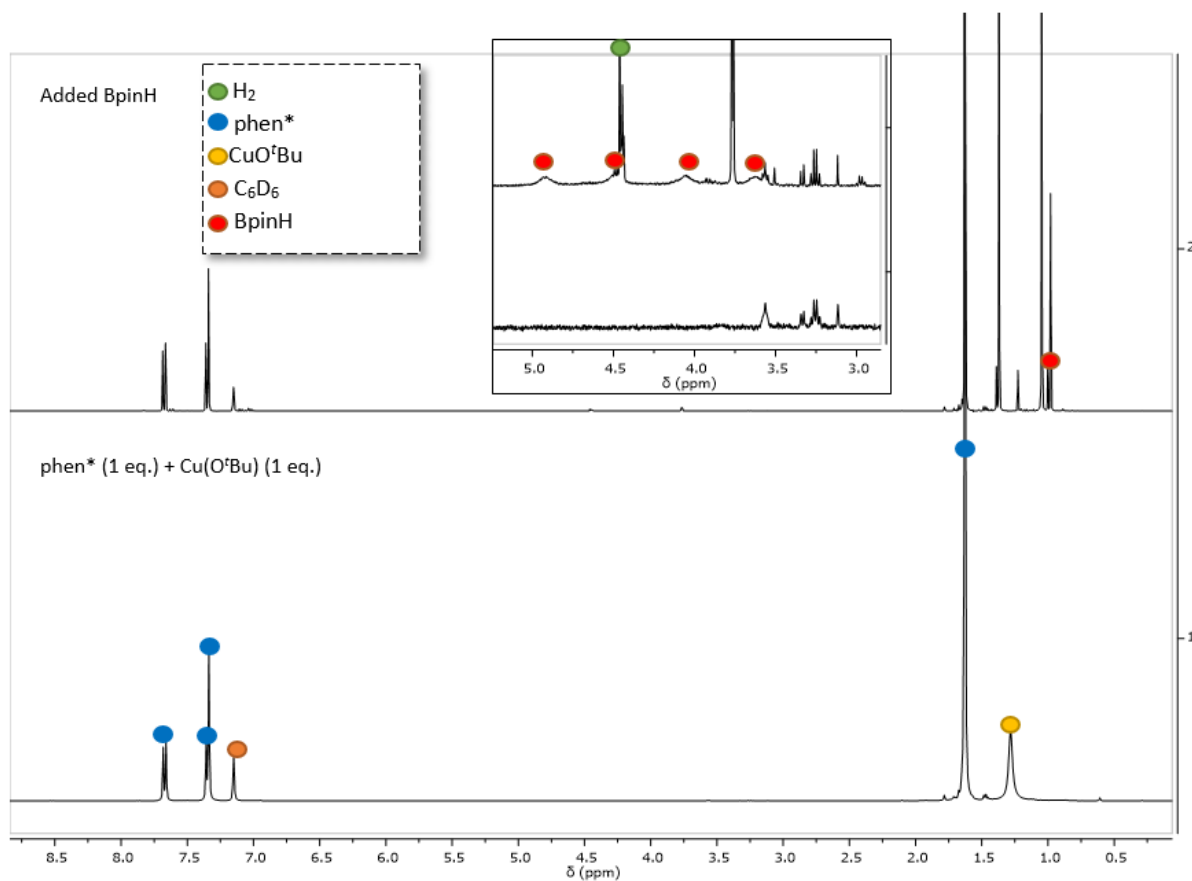 Added BpinH
H₂
phen*
CuOᵗBu
C₆D₆
BpinH
5.0 4.5 4.0 3.5 3.0
δ (ppm)
2
phen* (1 eq.) + Cu(OᵗBu) (1 eq.)
1
8.5 8.0 7.5 7.0 6.5 6.0 5.5 5.0 4.5 4.0 3.5 3.0 2.5 2.0 1.5 1.0 0.5
δ (ppm)